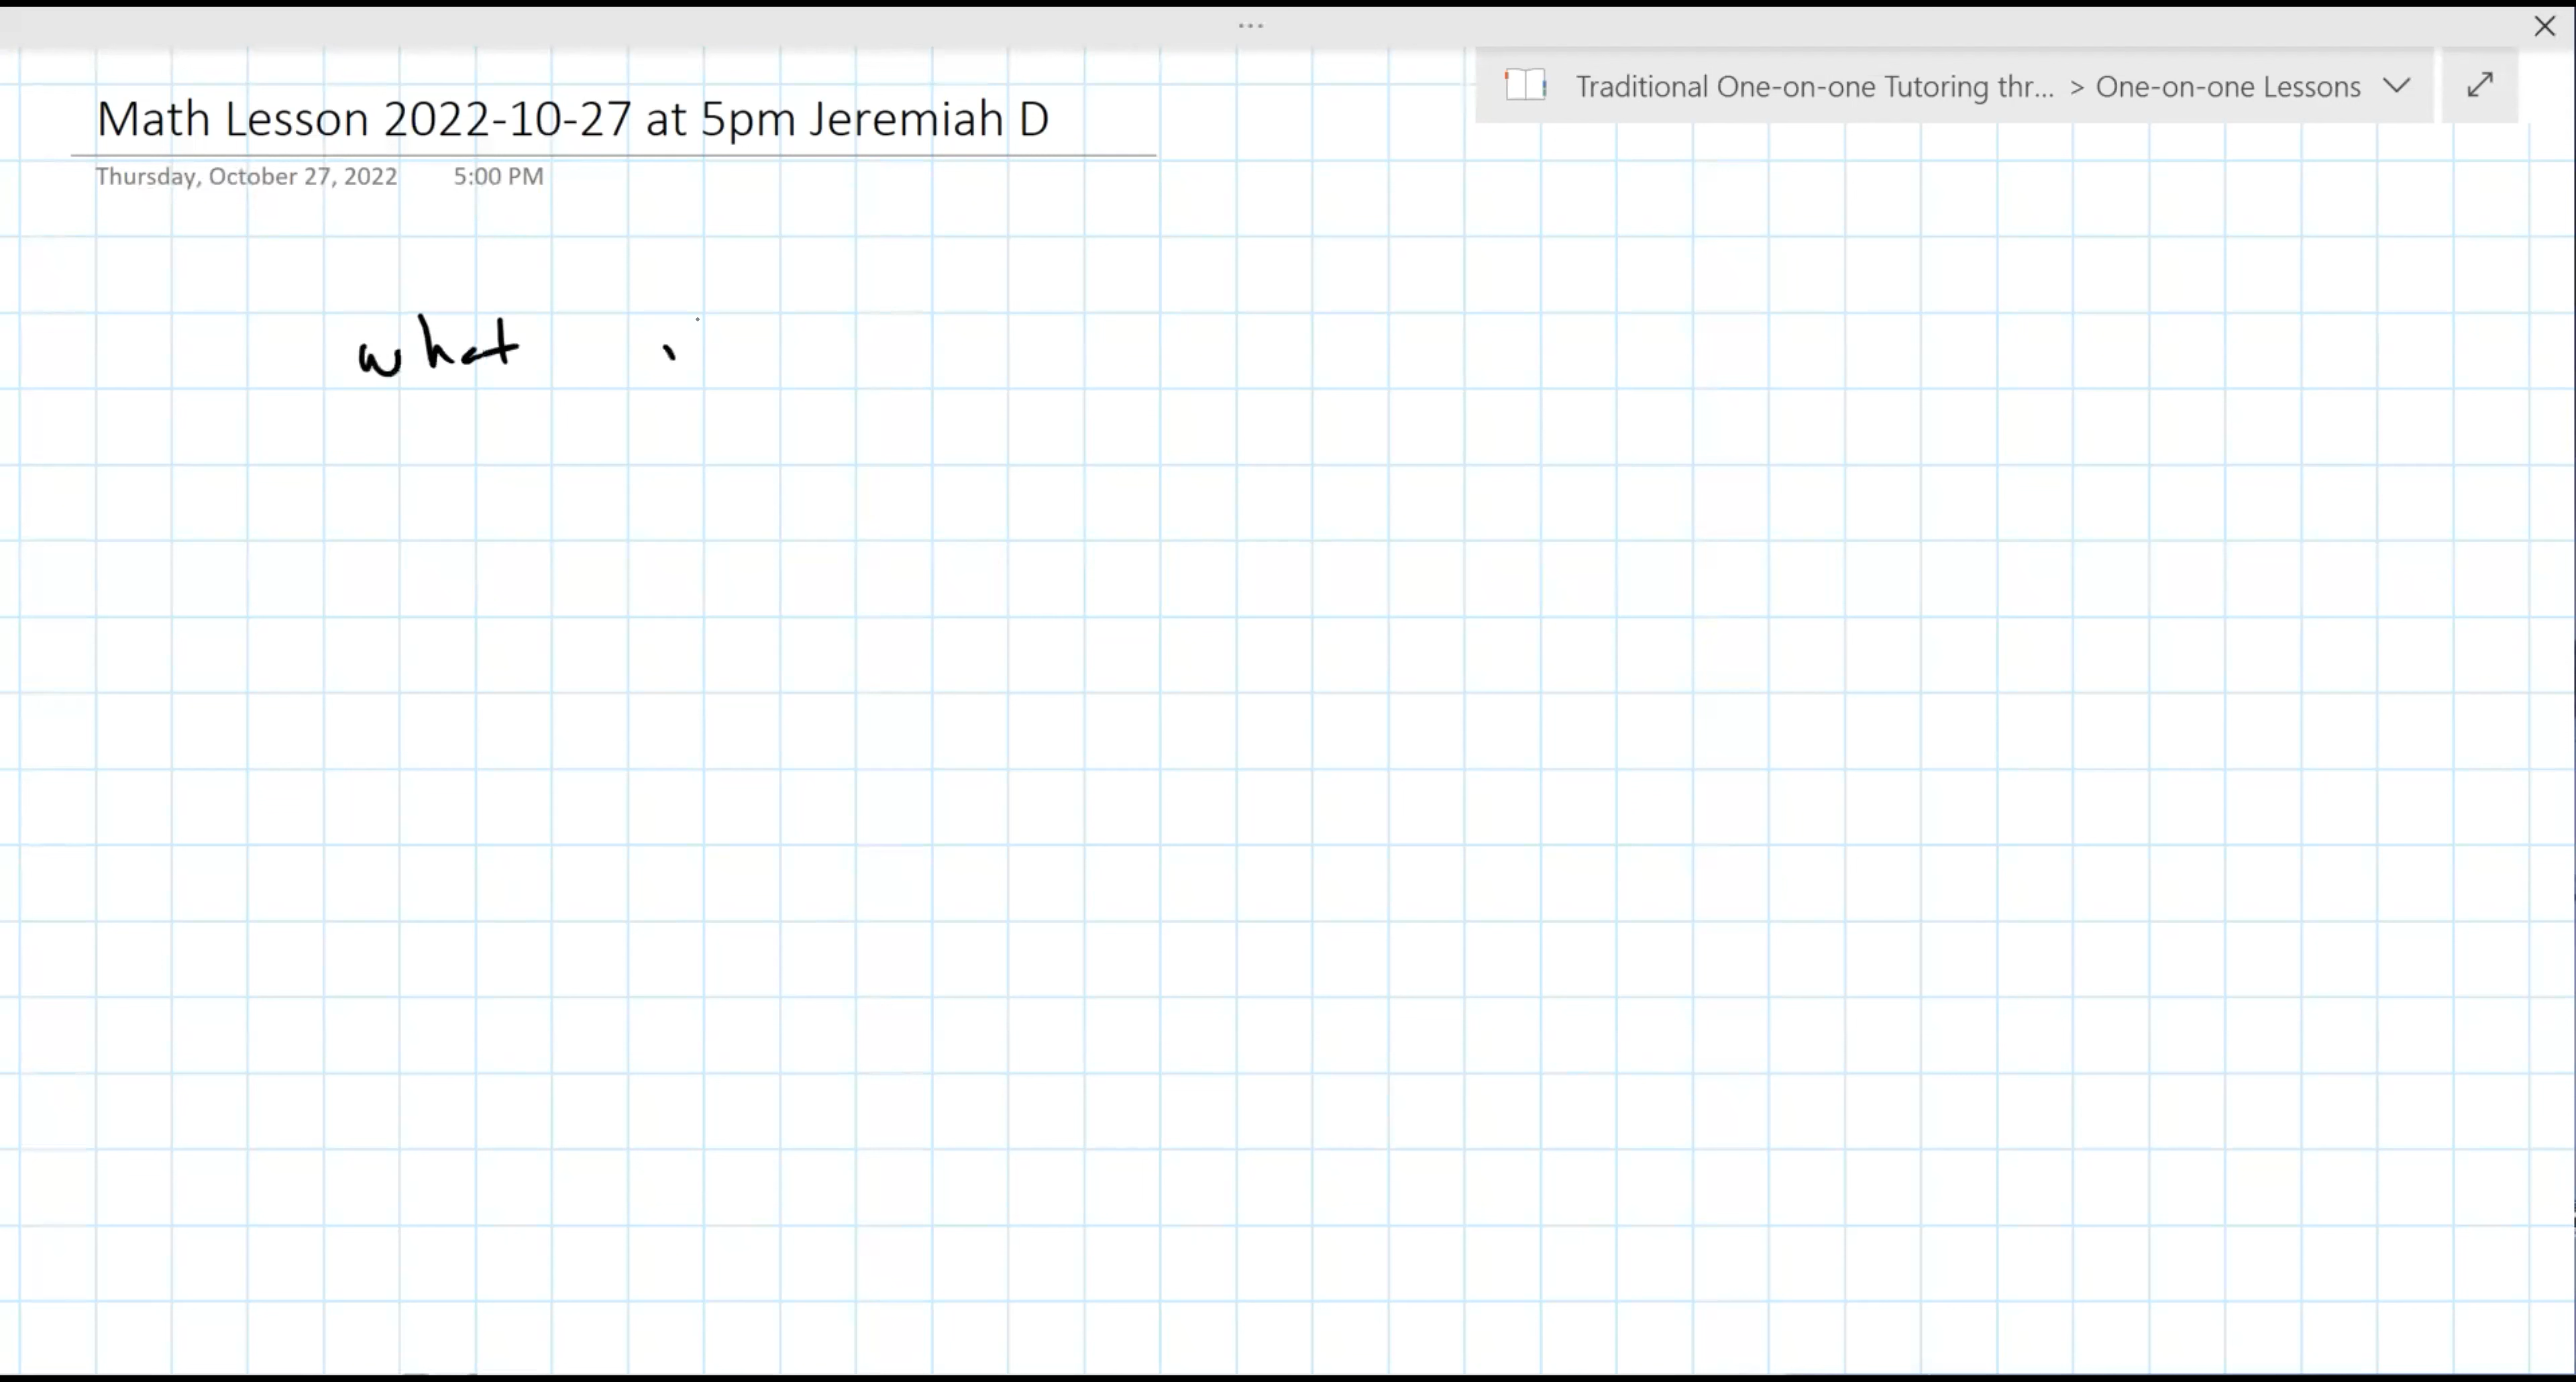 Traditional One-on-one Tutoring thr... > One-on-one Lessons
Math Lesson 2022-10-27 at 5pm Jeremiah D
Thursday, October 27, 2022 5:00 PM
what